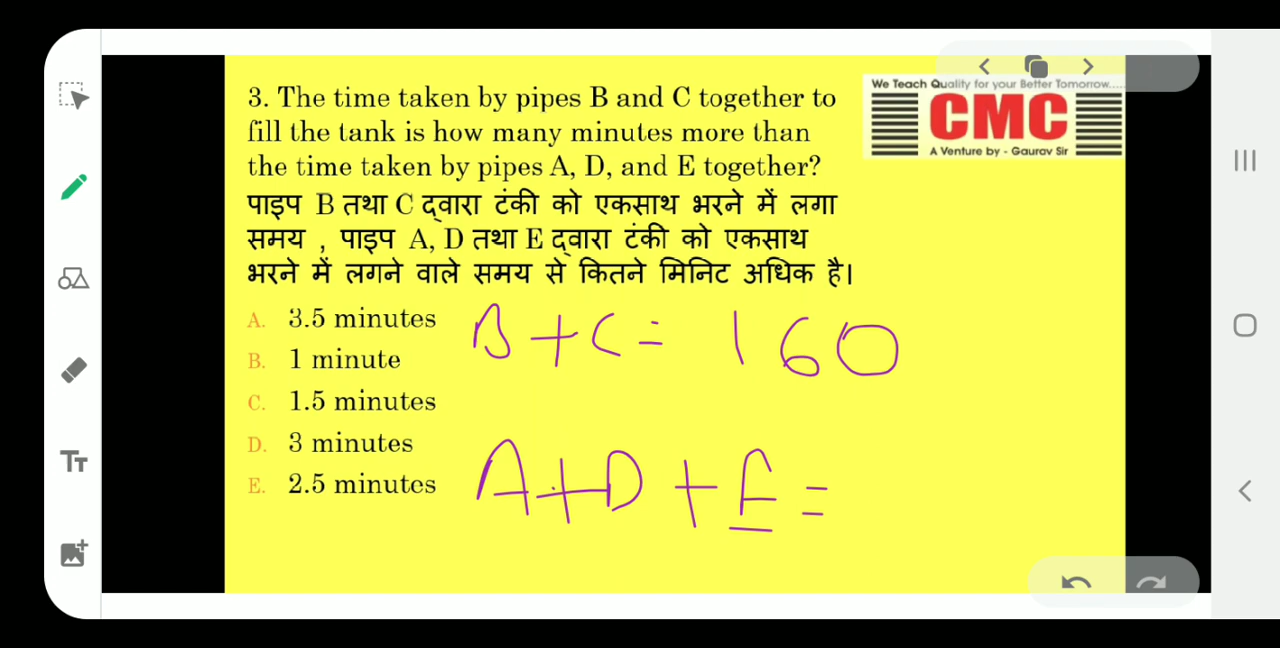 3. The time taken by pipes B and C together to
fill the tank is how many minutes more than
the time taken by pipes A, D, and E together?
पाइप B तथा C द्वारा टंकी को एकसाथ भरने में लगा
समय , पाइप A, D तथा E द्वारा टंकी को एकसाथ
भरने में लगने वाले समय से कितने मिनिट अधिक है।
A. 3.5 minutes
B. 1 minute
C. 1.5 minutes
D. 3 minutes
E. 2.5 minutes
B + C = 160
A + D + E =
We Teach Quality for your Better Tomorrow.....
CMC
A Venture by - Gaurav Sir
Tт